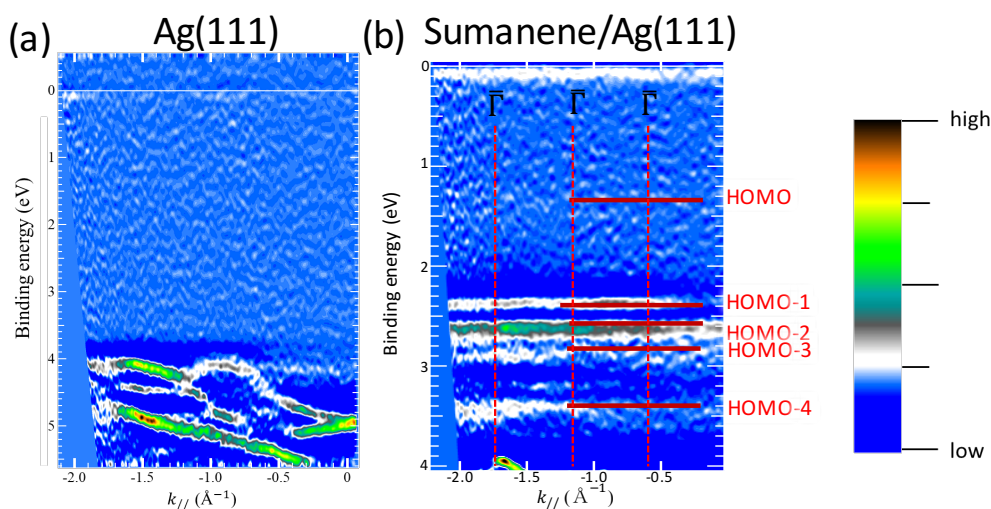 (a)
Ag(111)
0
1
2
3
4
5
Binding energy (eV)
-2.0
-1.5
-1.0
-0.5
0
k// (Å⁻¹)
(b)
Sumanene/Ag(111)
0
1
2
3
4
Binding energy (eV)
Γ̅
Γ̅
Γ̅
HOMO
HOMO-1
HOMO-2
HOMO-3
HOMO-4
-2.0
-1.5
-1.0
-0.5
k// (Å⁻¹)
high
low